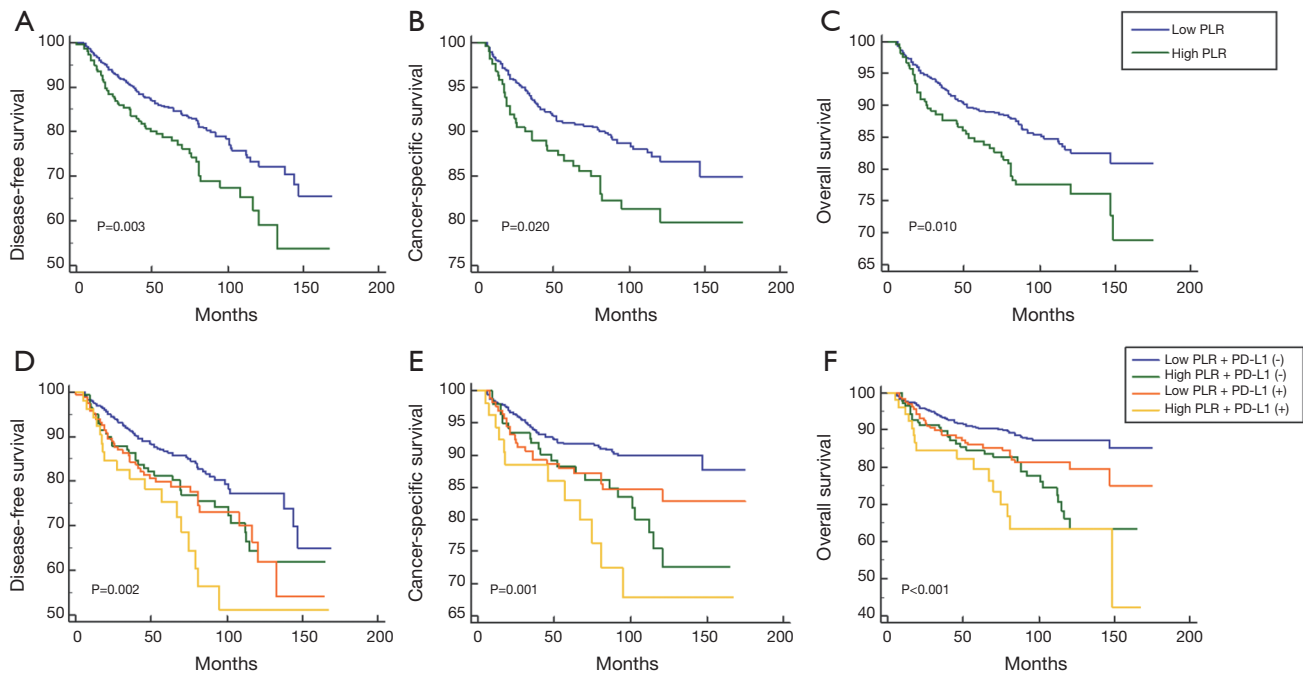 A
Disease-free survival
100
90
80
70
60
50
P=0.003
0 50 100 150 200
Months
B
Cancer-specific survival
100
95
90
85
80
75
P=0.020
0 50 100 150 200
Months
C
Overall survival
100
95
90
85
80
75
70
65
P=0.010
0 50 100 150 200
Months
Low PLR
High PLR
D
Disease-free survival
100
90
80
70
60
50
P=0.002
0 50 100 150 200
Months
E
Cancer-specific survival
100
95
90
85
80
75
70
65
P=0.001
0 50 100 150 200
Months
F
Overall survival
100
90
80
70
60
50
40
P<0.001
0 50 100 150 200
Months
Low PLR + PD-L1 (-)
High PLR + PD-L1 (-)
Low PLR + PD-L1 (+)
High PLR + PD-L1 (+)